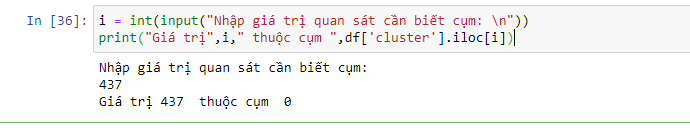 In [36]: i = int(input("Nhập giá trị quan sát cần biết cụm: \n"))
print("Giá trị",i," thuộc cụm ",df['cluster'].iloc[i])
Nhập giá trị quan sát cần biết cụm:
437
Giá trị 437  thuộc cụm  0